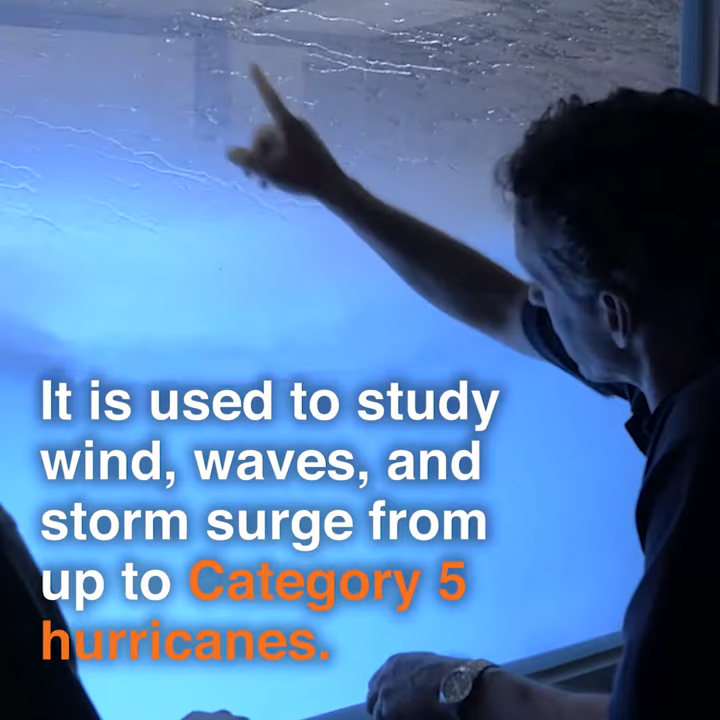 It is used to study
wind, waves, and
storm surge from
up to Category 5
hurricanes.